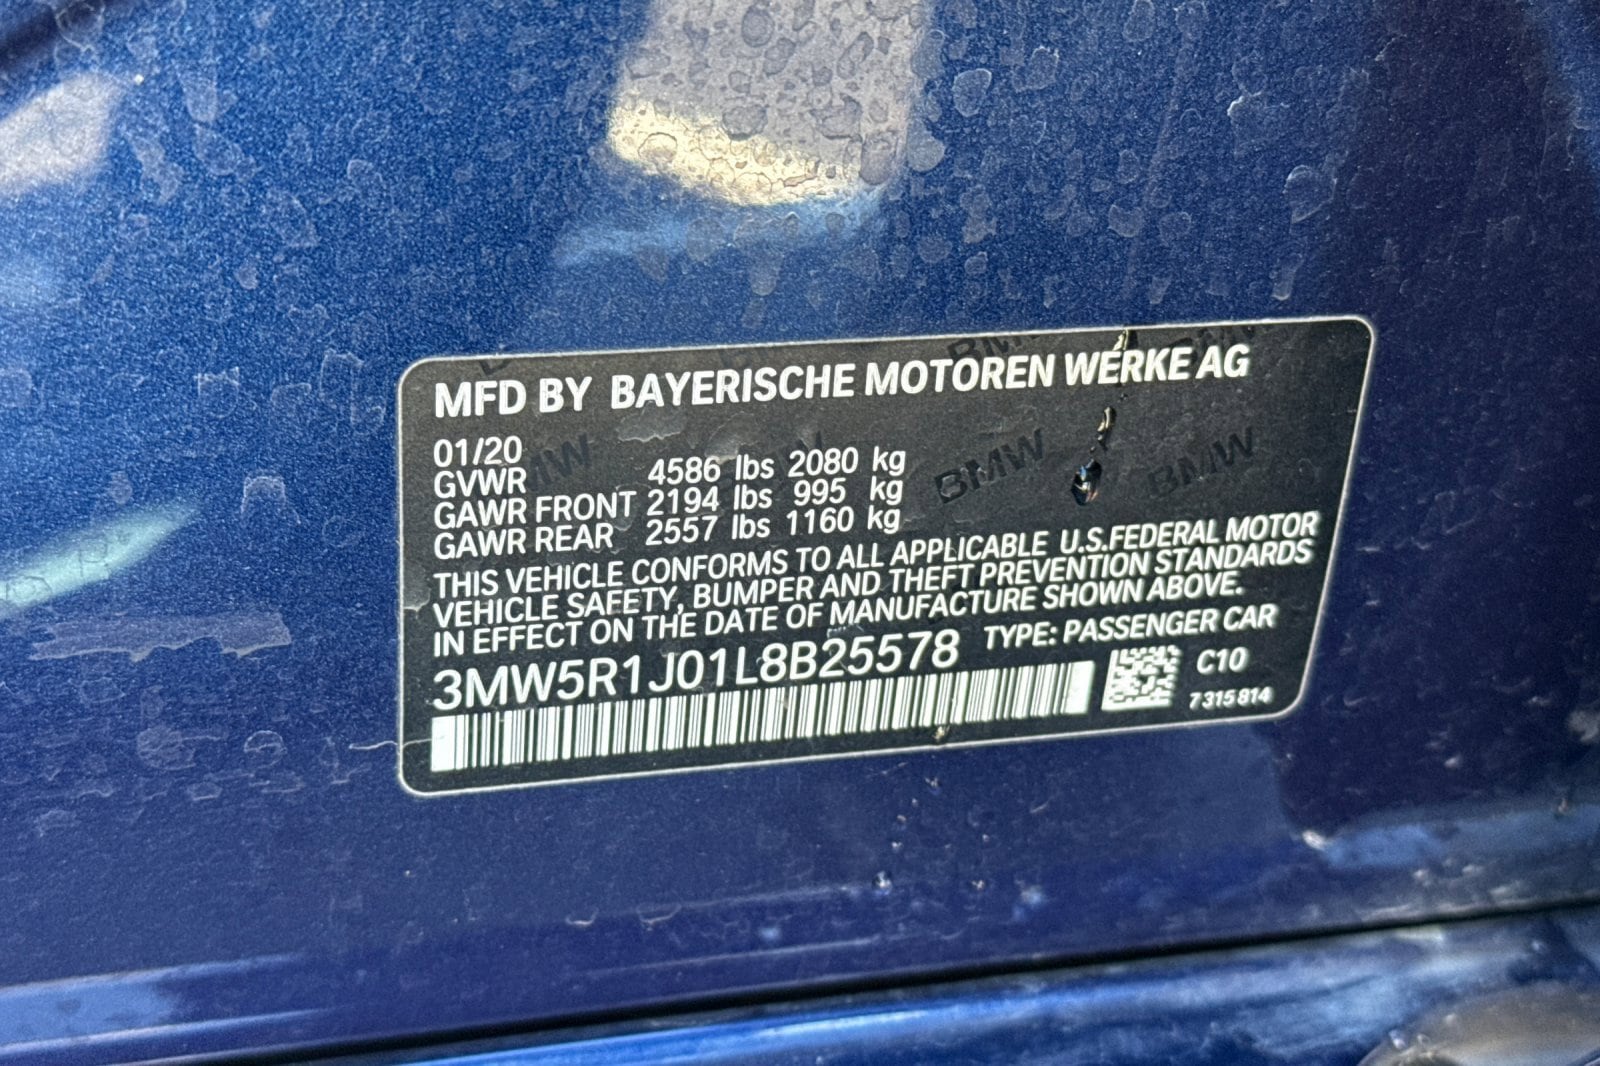 MFD BY BAYERISCHE MOTOREN WERKE AG
01/20
GVWR 4586 lbs 2080 kg
GAWR FRONT 2194 lbs 995 kg
GAWR REAR 2557 lbs 1160 kg
THIS VEHICLE CONFORMS TO ALL APPLICABLE U.S.FEDERAL MOTOR
VEHICLE SAFETY, BUMPER AND THEFT PREVENTION STANDARDS
IN EFFECT ON THE DATE OF MANUFACTURE SHOWN ABOVE.
3MW5R1J01L8B25578 TYPE: PASSENGER CAR
C10
7 315 814
BMW
BMW
BMW